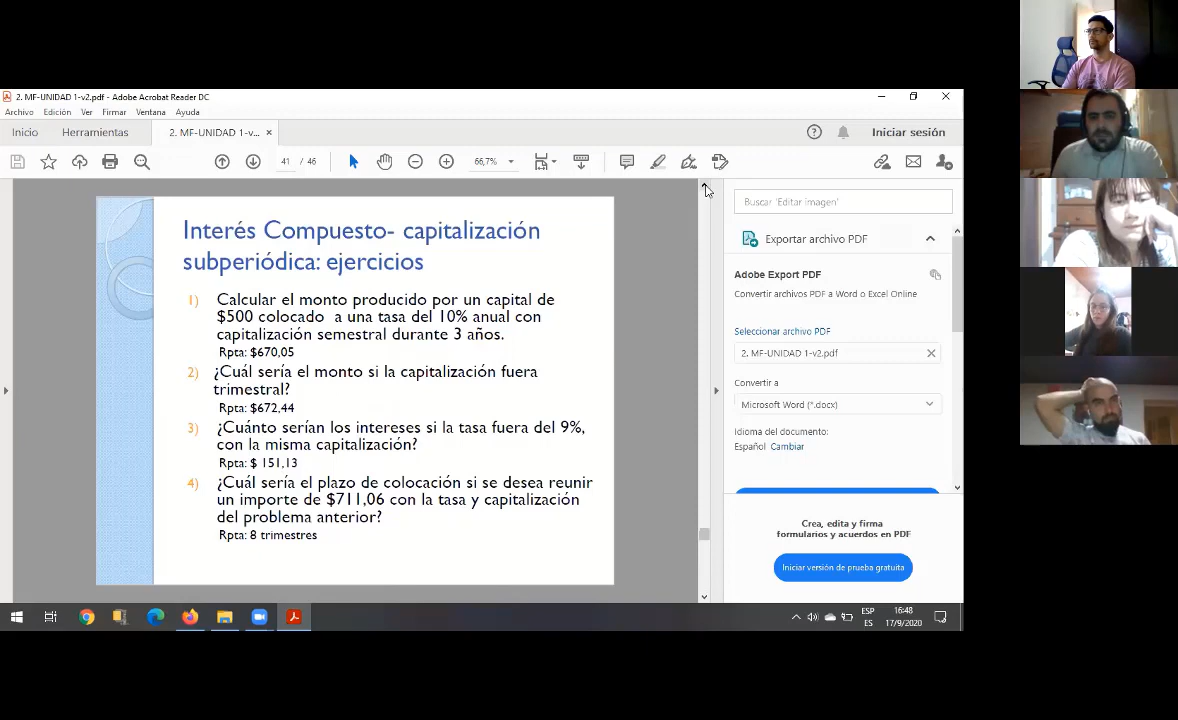 2. MF-UNIDAD 1-v2.pdf - Adobe Acrobat Reader DC
Archivo Edición Ver Firmar Ventana Ayuda
Inicio Herramientas 2. MF-UNIDAD 1-v... × Iniciar sesión
41 / 46 66,7%
Interés Compuesto- capitalización
subperiódica: ejercicios
1) Calcular el monto producido por un capital de
$500 colocado a una tasa del 10% anual con
capitalización semestral durante 3 años.
Rpta: $670,05
2) ¿Cuál sería el monto si la capitalización fuera
trimestral?
Rpta: $672,44
3) ¿Cuánto serían los intereses si la tasa fuera del 9%,
con la misma capitalización?
Rpta: $ 151,13
4) ¿Cuál sería el plazo de colocación si se desea reunir
un importe de $711,06 con la tasa y capitalización
del problema anterior?
Rpta: 8 trimestres
Buscar 'Editar imagen'
Exportar archivo PDF
Adobe Export PDF
Convertir archivos PDF a Word o Excel Online
Seleccionar archivo PDF
2. MF-UNIDAD 1-v2.pdf
Convertir a
Microsoft Word (*.docx)
Idioma del documento:
Español Cambiar
Crea, edita y firma
formularios y acuerdos en PDF
Iniciar versión de prueba gratuita
ESP
ES
16:48
17/9/2020